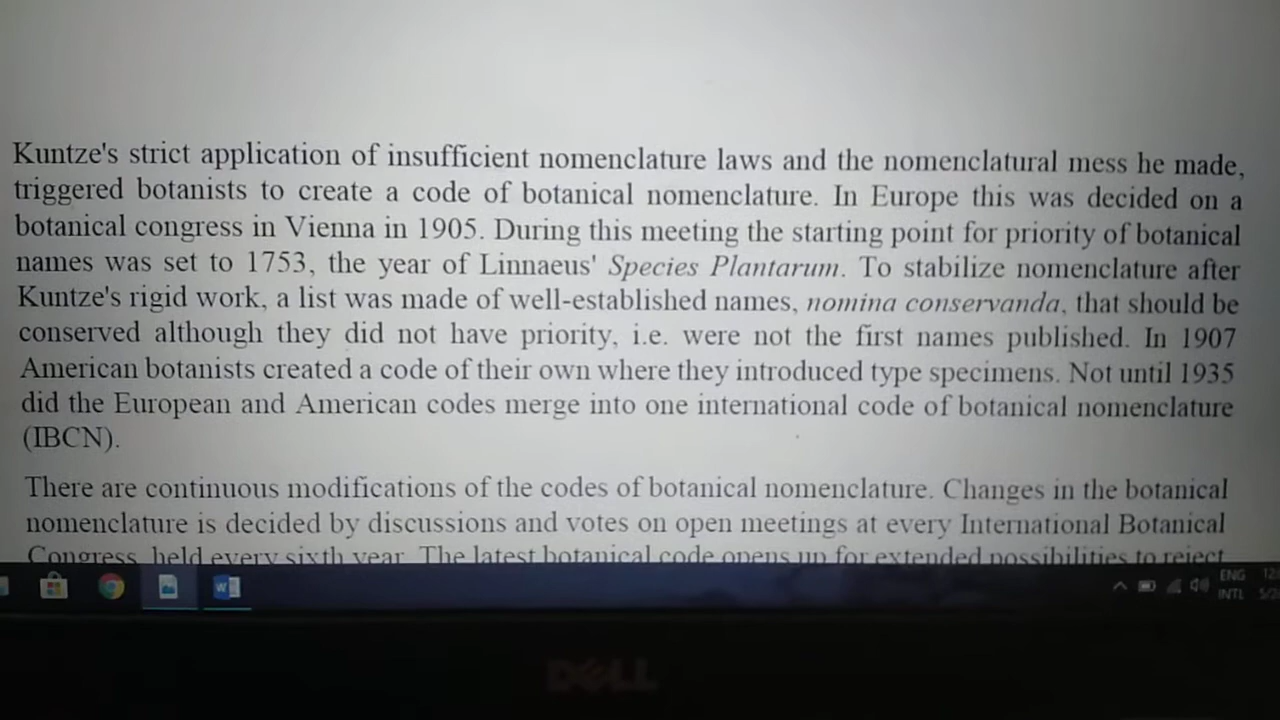 Kuntze's strict application of insufficient nomenclature laws and the nomenclatural mess he made,
triggered botanists to create a code of botanical nomenclature. In Europe this was decided on a
botanical congress in Vienna in 1905. During this meeting the starting point for priority of botanical
names was set to 1753, the year of Linnaeus' Species Plantarum. To stabilize nomenclature after
Kuntze's rigid work, a list was made of well-established names, nomina conservanda, that should be
conserved although they did not have priority, i.e. were not the first names published. In 1907
American botanists created a code of their own where they introduced type specimens. Not until 1935
did the European and American codes merge into one international code of botanical nomenclature
(IBCN).
There are continuous modifications of the codes of botanical nomenclature. Changes in the botanical
nomenclature is decided by discussions and votes on open meetings at every International Botanical
Congress, held every sixth year. The latest botanical code opens up for extended possibilities to reject
ENG
INTL
DELL